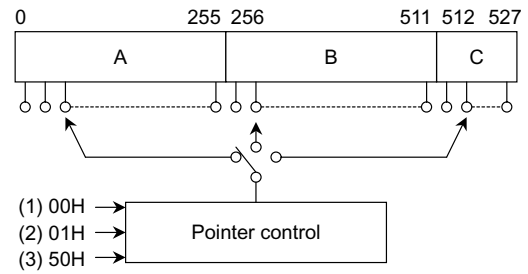 0 255 256 511 512 527
A B C
(1) 00H
(2) 01H
(3) 50H
Pointer control